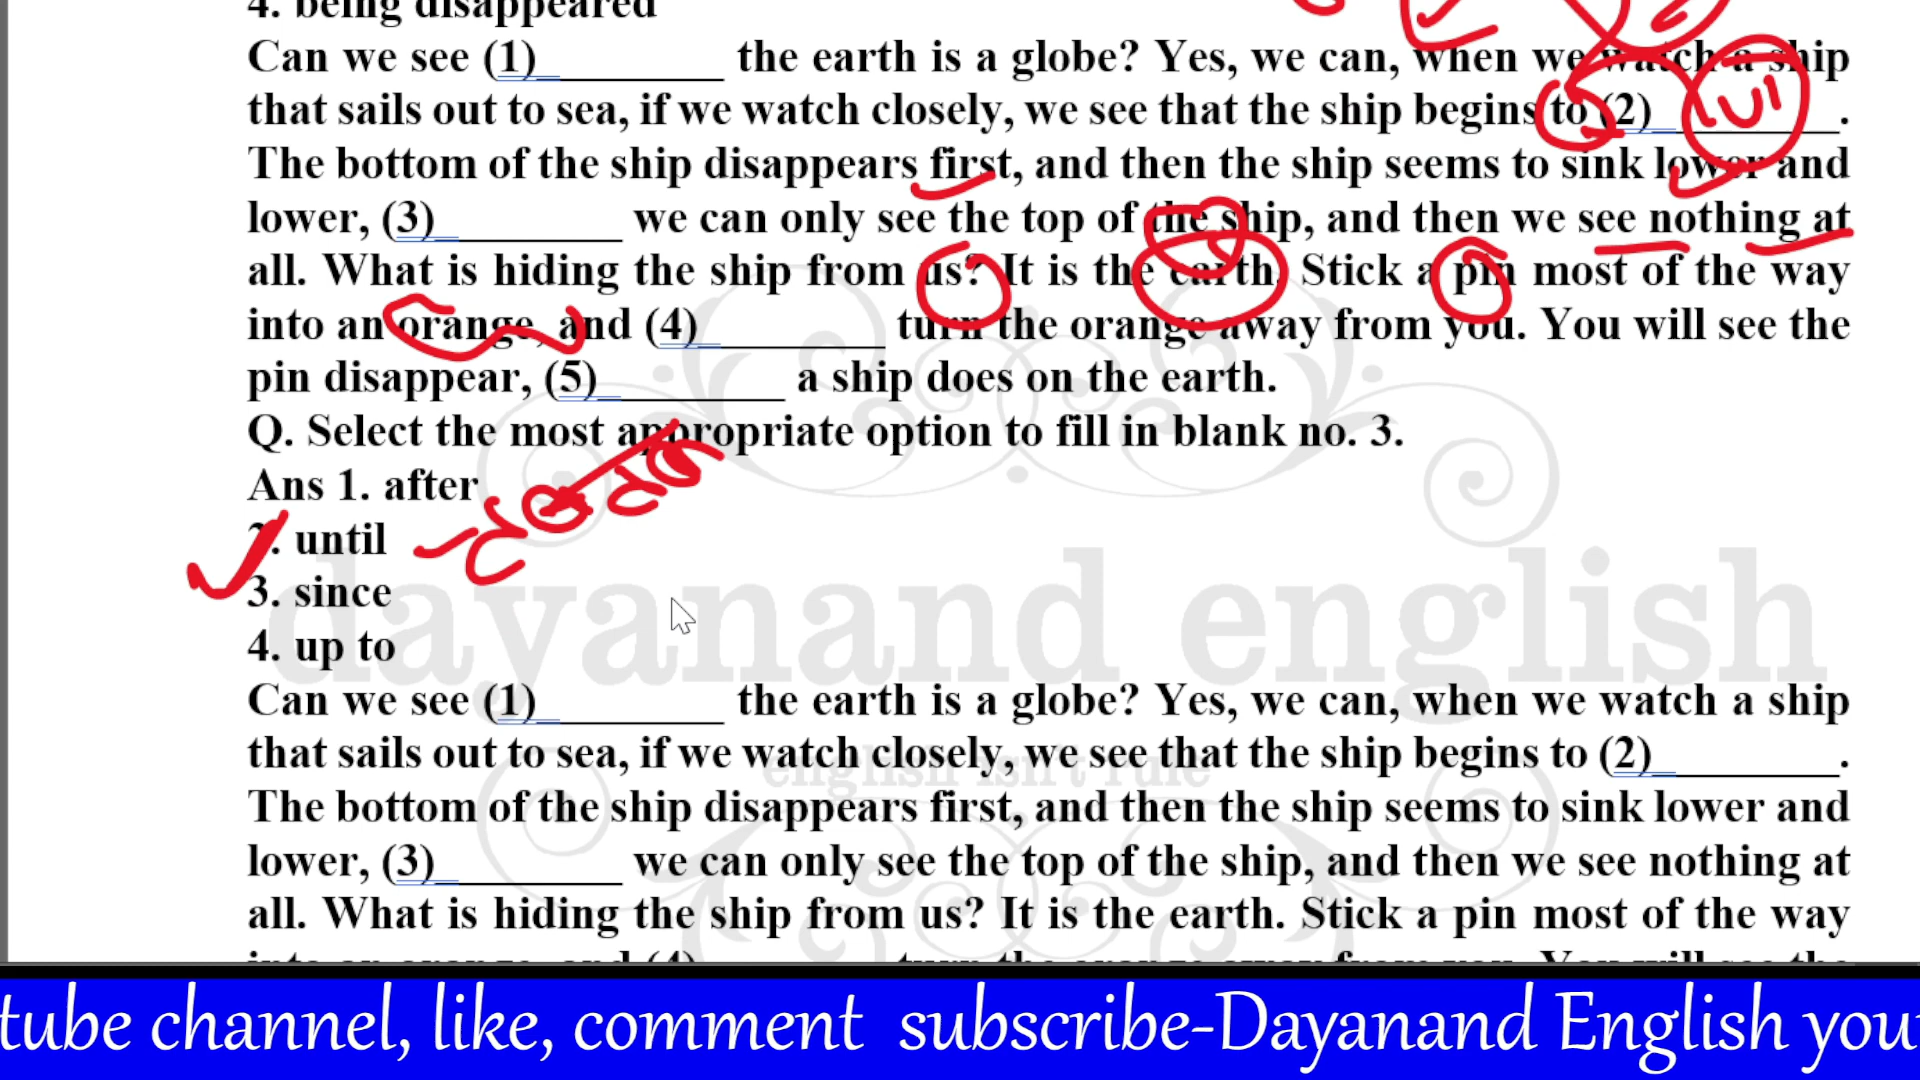 4. being disappeared
Can we see (1)________ the earth is a globe? Yes, we can, when we watch a ship
that sails out to sea, if we watch closely, we see that the ship begins to (2) ________.
The bottom of the ship disappears first, and then the ship seems to sink lower and
lower, (3)________ we can only see the top of the ship, and then we see nothing at
all. What is hiding the ship from us? It is the earth. Stick a pin most of the way
into an orange, and (4)________ turn the orange away from you. You will see the
pin disappear, (5)________ a ship does on the earth.
Q. Select the most appropriate option to fill in blank no. 3.
Ans 1. after
2. until
3. since
4. up to
dayanand english
Can we see (1)________ the earth is a globe? Yes, we can, when we watch a ship
that sails out to sea, if we watch closely, we see that the ship begins to (2)________.
english isn't rule
The bottom of the ship disappears first, and then the ship seems to sink lower and
lower, (3)________ we can only see the top of the ship, and then we see nothing at
all. What is hiding the ship from us? It is the earth. Stick a pin most of the way
tube channel, like, comment subscribe-Dayanand English you